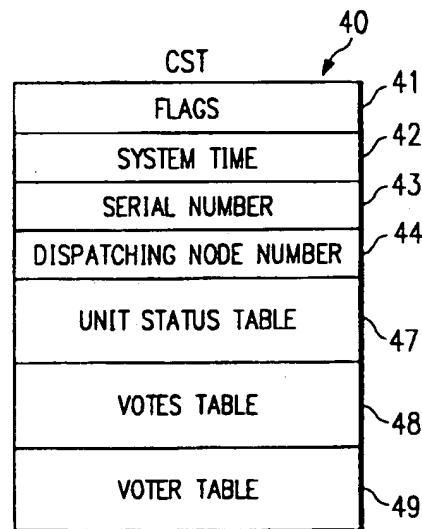 40
CST
FLAGS
41
SYSTEM TIME
42
SERIAL NUMBER
43
DISPATCHING NODE NUMBER
44
UNIT STATUS TABLE
47
VOTES TABLE
48
VOTER TABLE
49